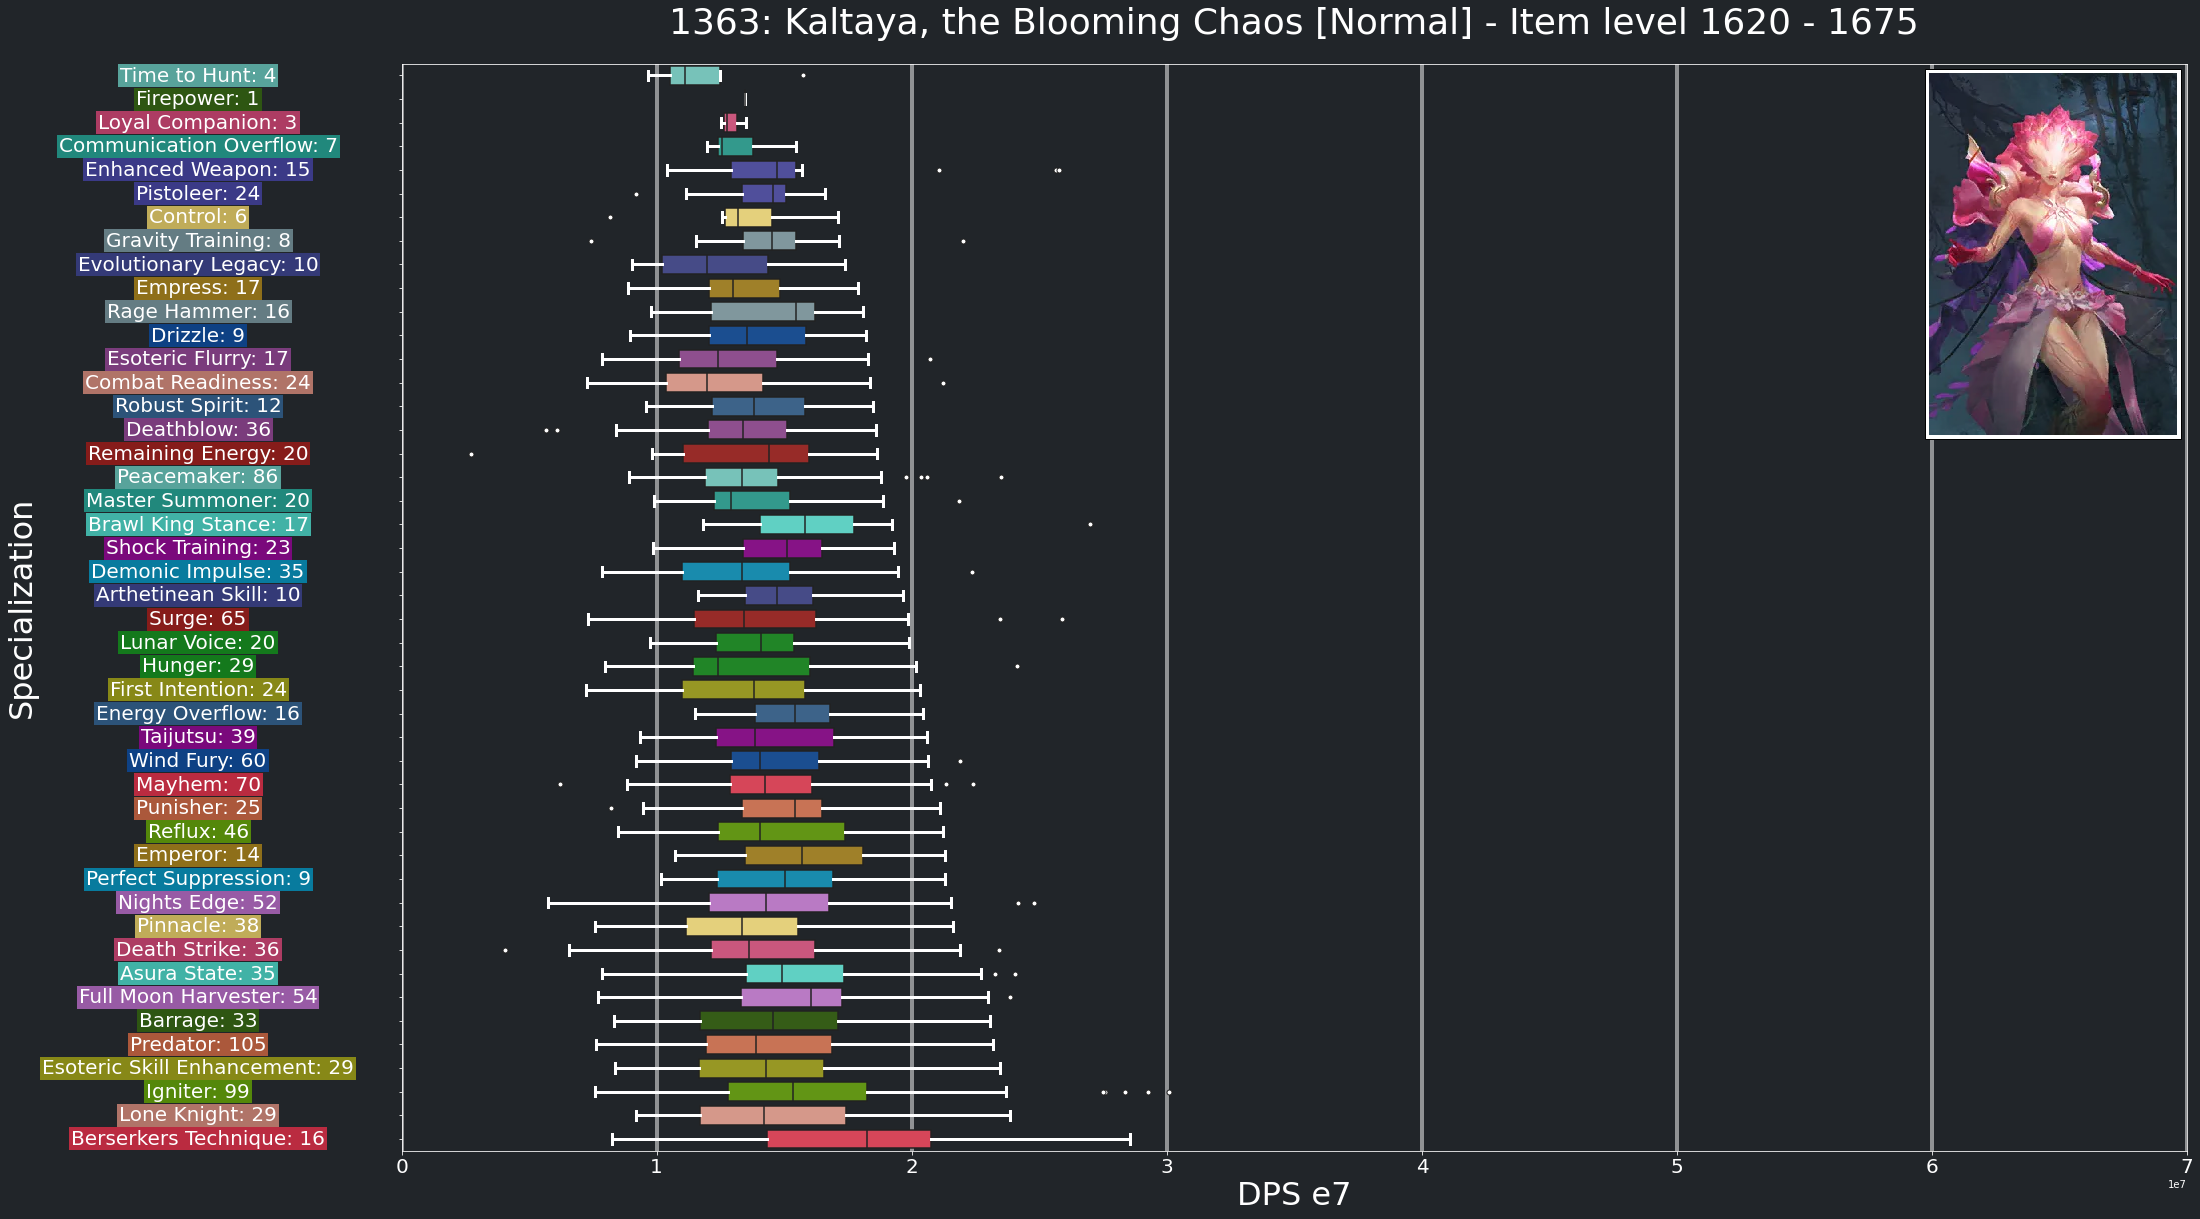 1363: Kaltaya, the Blooming Chaos [Normal] - Item level 1620 - 1675
Specialization
Time to Hunt: 4
Firepower: 1
Loyal Companion: 3
Communication Overflow: 7
Enhanced Weapon: 15
Pistoleer: 24
Control: 6
Gravity Training: 8
Evolutionary Legacy: 10
Empress: 17
Rage Hammer: 16
Drizzle: 9
Esoteric Flurry: 17
Combat Readiness: 24
Robust Spirit: 12
Deathblow: 36
Remaining Energy: 20
Peacemaker: 86
Master Summoner: 20
Brawl King Stance: 17
Shock Training: 23
Demonic Impulse: 35
Arthetinean Skill: 10
Surge: 65
Lunar Voice: 20
Hunger: 29
First Intention: 24
Energy Overflow: 16
Taijutsu: 39
Wind Fury: 60
Mayhem: 70
Punisher: 25
Reflux: 46
Emperor: 14
Perfect Suppression: 9
Nights Edge: 52
Pinnacle: 38
Death Strike: 36
Asura State: 35
Full Moon Harvester: 54
Barrage: 33
Predator: 105
Esoteric Skill Enhancement: 29
Igniter: 99
Lone Knight: 29
Berserkers Technique: 16
0 1 2 3 4 5 6 7
1e7
DPS e7